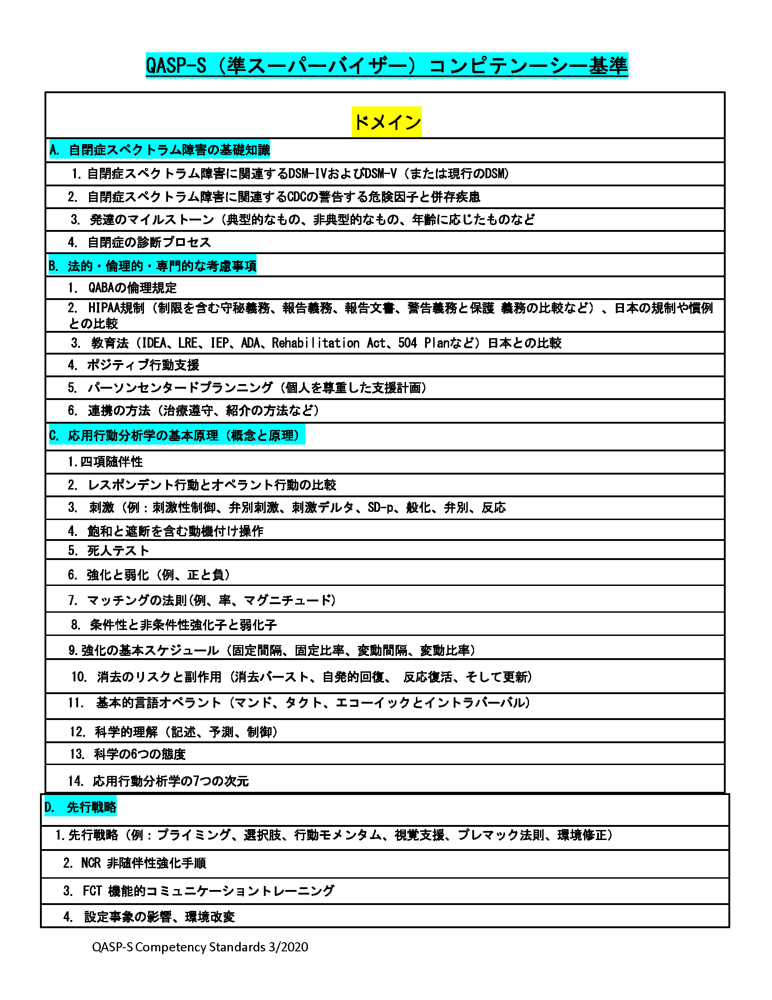 QASP-S（準スーパーバイザー）コンピテンーシー基準
ドメイン
A. 自閉症スペクトラム障害の基礎知識
1. 自閉症スペクトラム障害に関連するDSM-IVおよびDSM-V（または現行のDSM）
2. 自閉症スペクトラム障害に関連するCDCの警告する危険因子と併存疾患
3. 発達のマイルストーン（典型的なもの、非典型的なもの、年齢に応じたものなど
4. 自閉症の診断プロセス
B. 法的・倫理的・専門的な考慮事項
1. QABAの倫理規定
2. HIPAA規制（制限を含む守秘義務、報告義務、報告文書、警告義務と保護 義務の比較など）、日本の規制や慣例
との比較
3. 教育法（IDEA、LRE、IEP、ADA、Rehabilitation Act、504 Planなど）日本との比較
4. ポジティブ行動支援
5. パーソンセンタードプランニング（個人を尊重した支援計画）
6. 連携の方法（治療遵守、紹介の方法など）
C. 応用行動分析学の基本原理（概念と原理）
1.四項随伴性
2. レスポンデント行動とオペラント行動の比較
3. 刺激（例：刺激性制御、弁別刺激、刺激デルタ、SD-p、般化、弁別、反応
4. 飽和と遮断を含む動機付け操作
5. 死人テスト
6. 強化と弱化（例、正と負）
7. マッチングの法則(例、率、マグニチュード)
8. 条件性と非条件性強化子と弱化子
9.強化の基本スケジュール（固定間隔、固定比率、変動間隔、変動比率）
10. 消去のリスクと副作用（消去バースト、自発的回復、 反応復活、そして更新)
11. 基本的言語オペラント（マンド、タクト、エコーイックとイントラバーバル）
12. 科学的理解（記述、予測、制御）
13. 科学の6つの態度
14. 応用行動分析学の7つの次元
D. 先行戦略
1.先行戦略（例：プライミング、選択肢、行動モメンタム、視覚支援、プレマック法則、環境修正）
2. NCR 非随伴性強化手順
3. FCT 機能的コミュニケーショントレーニング
4. 設定事象の影響、環境改変
QASP-S Competency Standards 3/2020